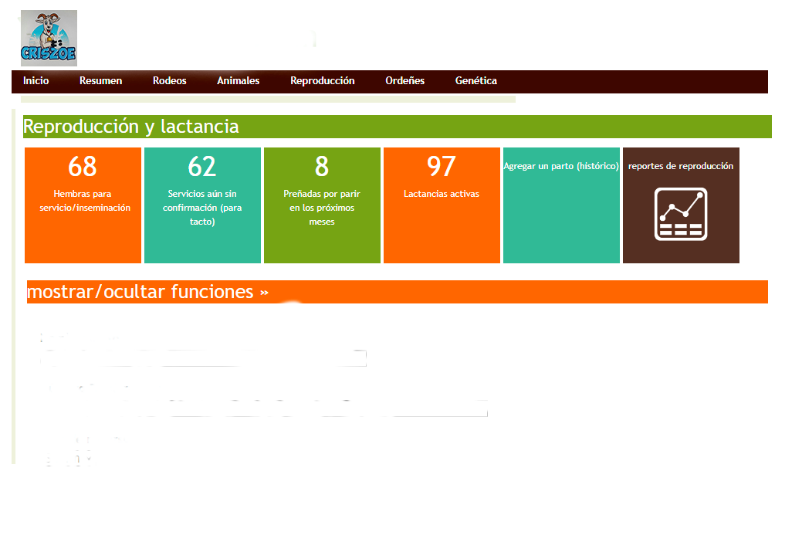 CRISZOE
Inicio Resumen Rodeos Animales Reproducción Ordeñes Genética
Reproducción y lactancia
68
Hembras para
servicio/inseminación
62
Servicios aún sin
confirmación (para
tacto)
8
Preñadas por parir
en los próximos
meses
97
Lactancias activas
Agregar un parto (histórico)
reportes de reproducción
mostrar/ocultar funciones »